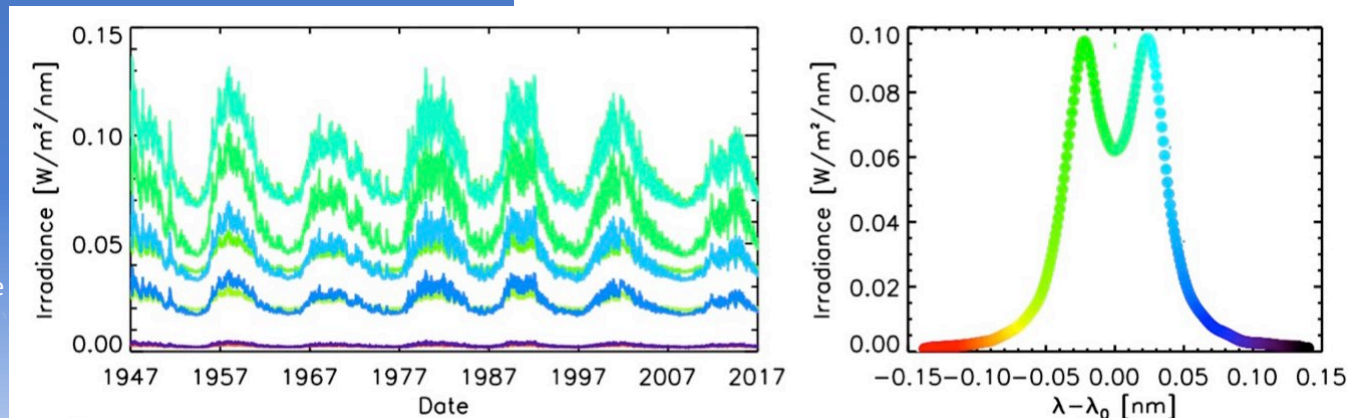 0.15
0.10
0.05
0.00
Irradiance [W/m²/nm]
1947 1957 1967 1977 1987 1997 2007 2017
Date
0.10
0.08
0.06
0.04
0.02
0.00
Irradiance [W/m²/nm]
−0.15−0.10−0.05 0.00 0.05 0.10 0.15
λ−λ₀ [nm]